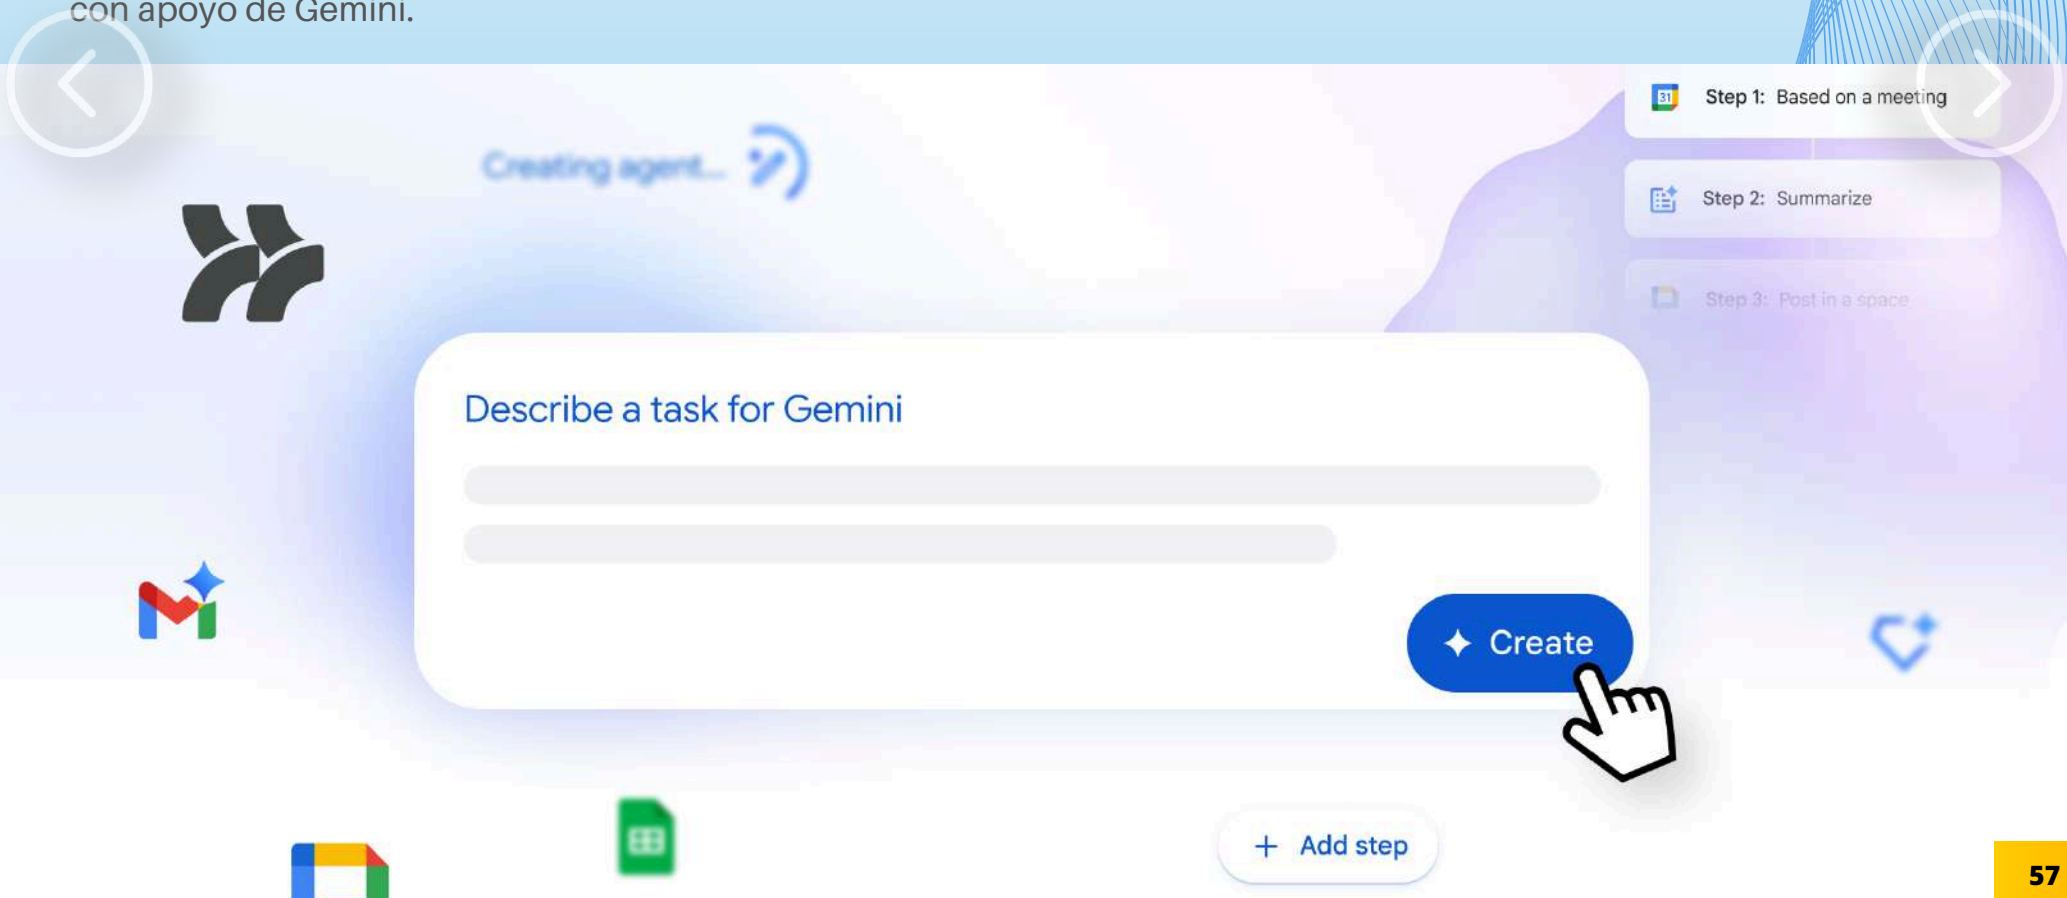 con apoyo de Gemini.
Step 1: Based on a meeting
Creating agent...
Step 2: Summarize
Step 3: Post in a space
Describe a task for Gemini
Create
+ Add step
31
57